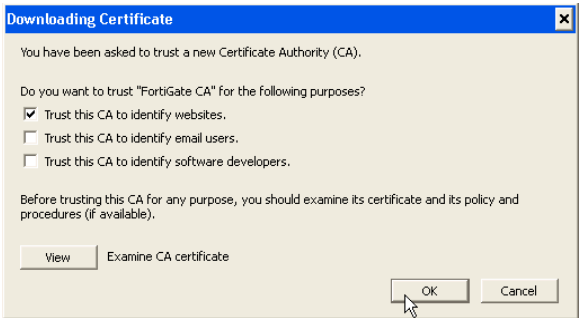 Downloading Certificate
You have been asked to trust a new Certificate Authority (CA).
Do you want to trust "FortiGate CA" for the following purposes?
Trust this CA to identify websites.
Trust this CA to identify email users.
Trust this CA to identify software developers.
Before trusting this CA for any purpose, you should examine its certificate and its policy and
procedures (if available).
View Examine CA certificate
OK Cancel